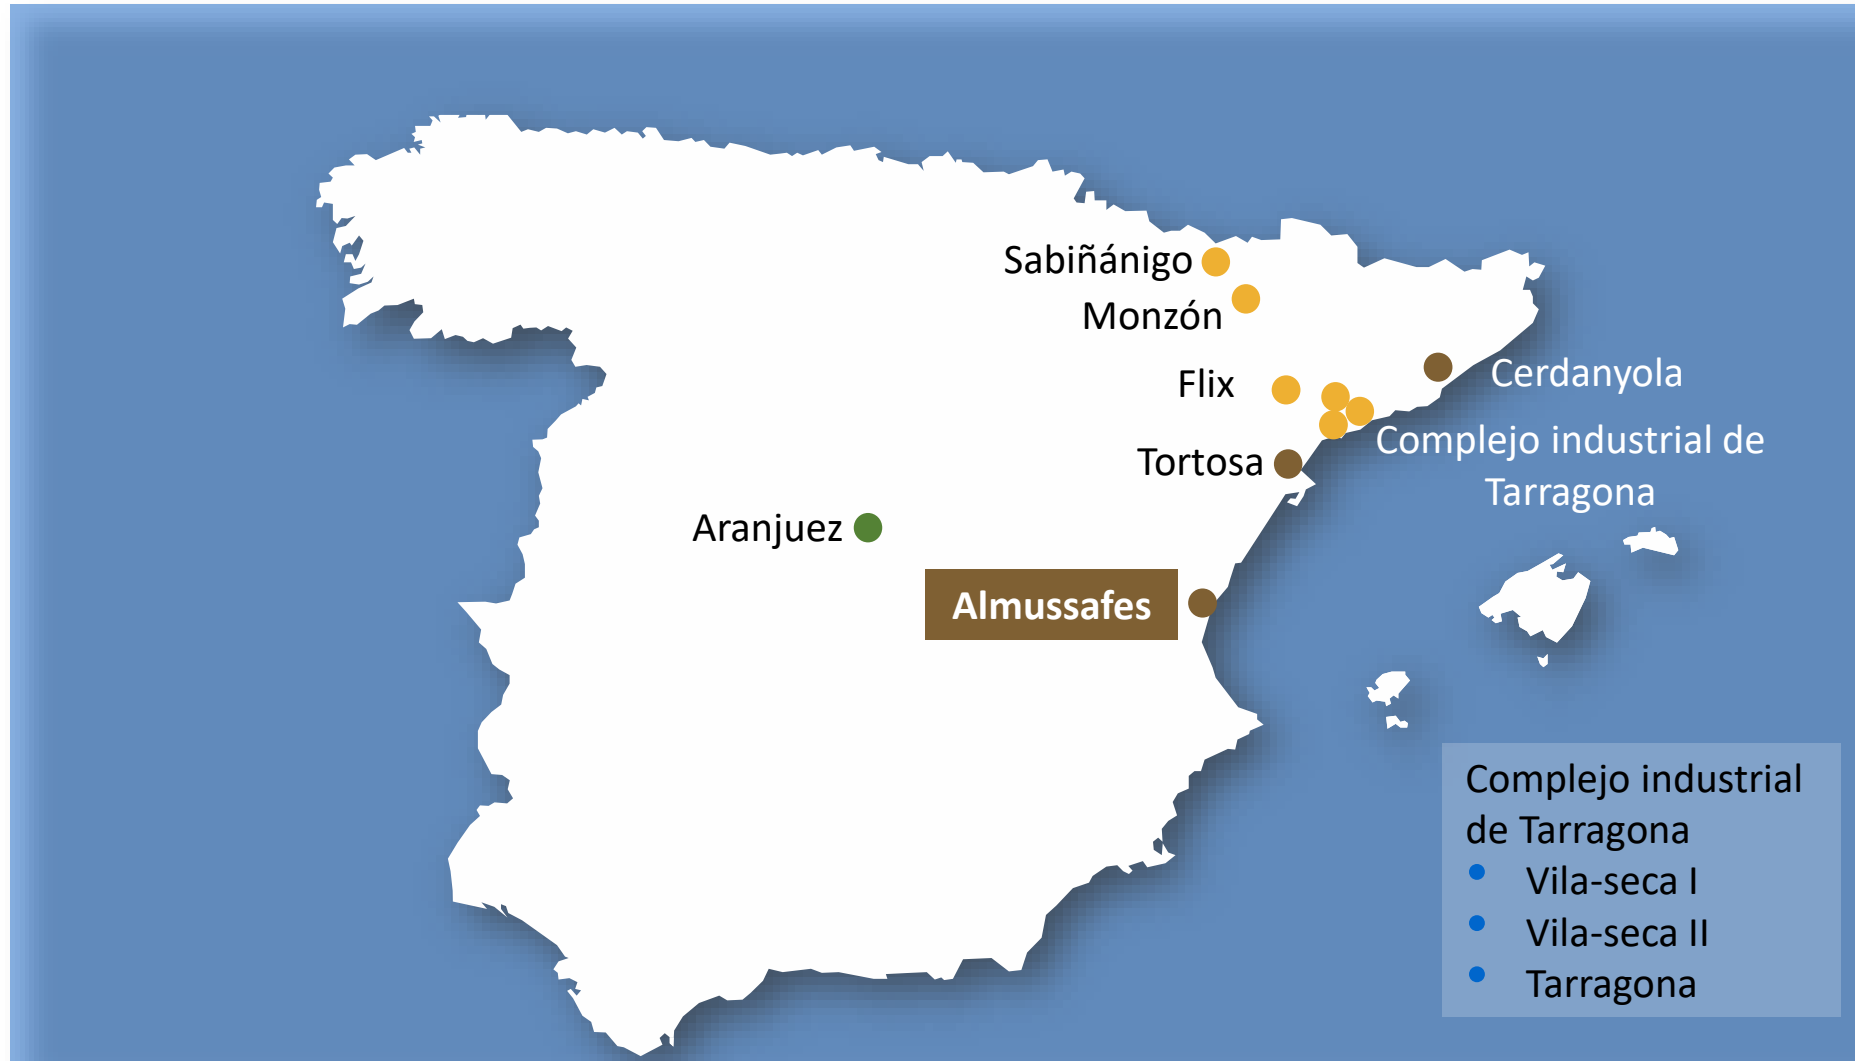 Sabiñánigo
Monzón
Flix
Cerdanyola
Complejo industrial de
Tarragona
Tortosa
Aranjuez
Almussafes
Complejo industrial
de Tarragona
• Vila-seca I
• Vila-seca II
• Tarragona